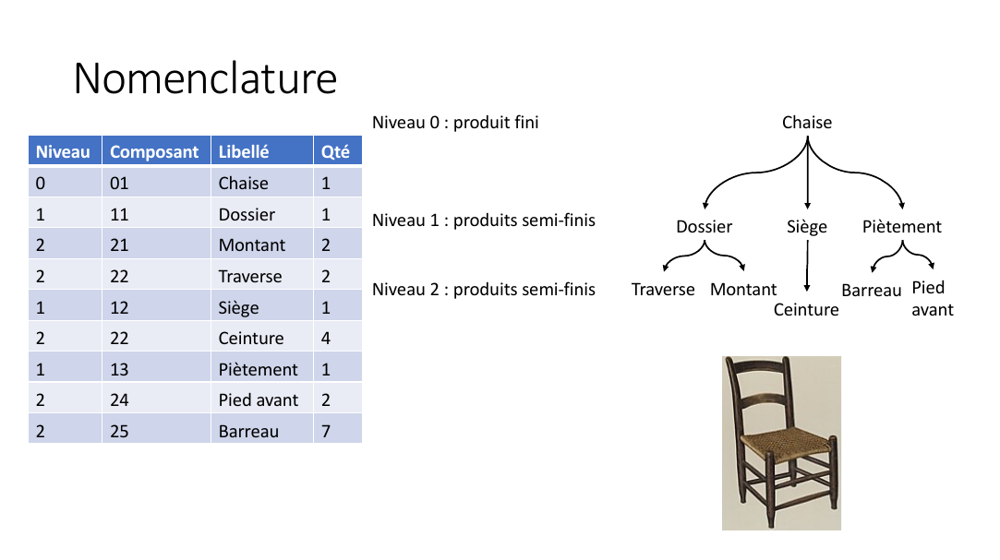 Nomenclature
Niveau Composant Libellé Qté
0 01 Chaise 1
1 11 Dossier 1
2 21 Montant 2
2 22 Traverse 2
1 12 Siège 1
2 22 Ceinture 4
1 13 Piètement 1
2 24 Pied avant 2
2 25 Barreau 7
Niveau 0 : produit fini
Niveau 1 : produits semi-finis
Niveau 2 : produits semi-finis
Chaise
Dossier Siège Piètement
Traverse Montant Barreau Pied
Ceinture avant